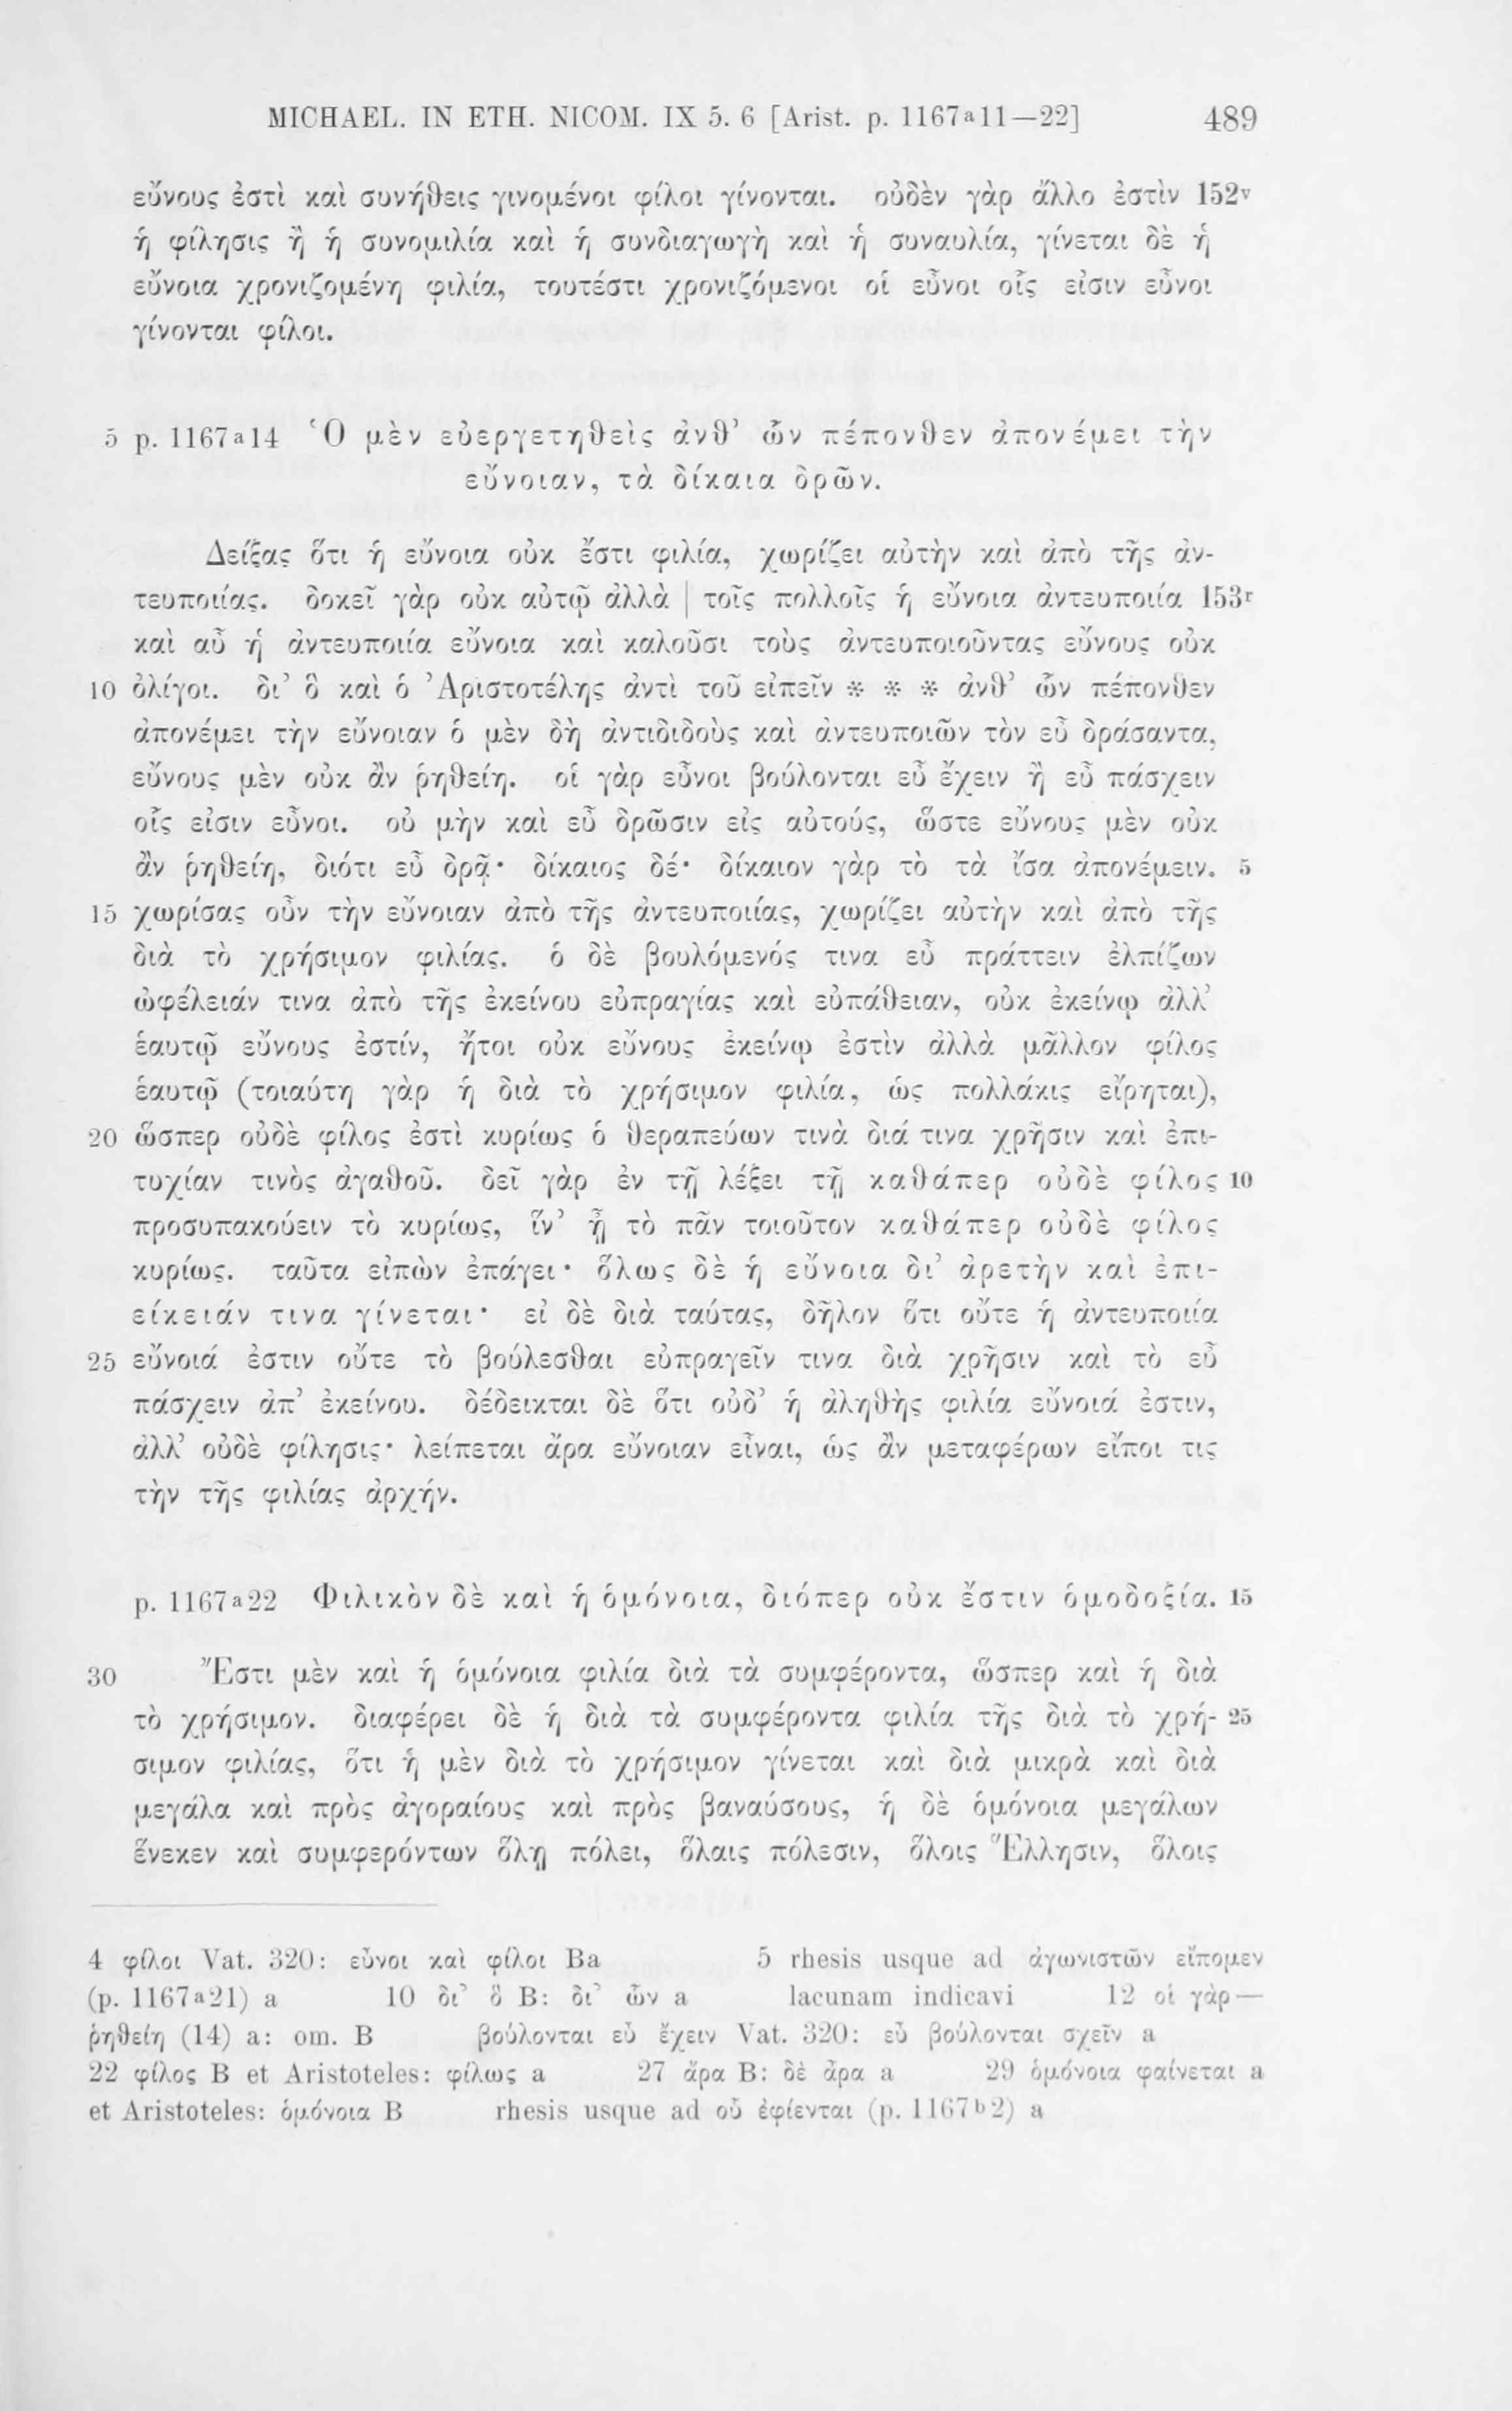 MICHAEL. IN ETH. NICOM. IX 5. 6 [Arist. p. 1167a11—22] 489
εὔνους ἐστὶ καὶ συνήθεις γινομένοι φίλοι γίνονται. οὐδὲν γὰρ ἄλλο ἐστὶν 152v
ἡ φίλησις ἢ ἡ συνομιλία καὶ ἡ συνδιαγωγὴ καὶ ἡ συναυλία, γίνεται δὲ ἡ
εὔνοια χρονιζομένη φιλία, τουτέστι χρονιζόμενοι οἱ εὖνοι οἷς εἰσιν εὖνοι
γίνονται φίλοι.
5 p. 1167a14 Ὁ μὲν εὐεργετηθεὶς ἀνθ’ ὧν πέπονθεν ἀπονέμει τὴν
εὔνοιαν, τὰ δίκαια δρῶν.
Δείξας ὅτι ἡ εὔνοια οὐκ ἔστι φιλία, χωρίζει αὐτὴν καὶ ἀπὸ τῆς ἀν-
τευποιίας. δοκεῖ γὰρ οὐκ αὐτῷ ἀλλὰ | τοῖς πολλοῖς ἡ εὔνοια ἀντευποιία 153r
καὶ αὖ ἡ ἀντευποιία εὔνοια καὶ καλοῦσι τοὺς ἀντευποιοῦντας εὔνους οὐκ
10 ὀλίγοι. δι’ ὃ καὶ ὁ Ἀριστοτέλης ἀντὶ τοῦ εἰπεῖν * * * ἀνθ’ ὧν πέπονθεν
ἀπονέμει τὴν εὔνοιαν ὁ μὲν δὴ ἀντιδιδοὺς καὶ ἀντευποιῶν τὸν εὖ δράσαντα,
εὔνους μὲν οὐκ ἂν ῥηθείη. οἱ γὰρ εὖνοι βούλονται εὖ ἔχειν ἢ εὖ πάσχειν
οἷς εἰσιν εὖνοι. οὐ μὴν καὶ εὖ δρῶσιν εἰς αὐτούς, ὥστε εὔνους μὲν οὐκ
ἂν ῥηθείη, διότι εὖ δρᾷ· δίκαιος δέ· δίκαιον γὰρ τὸ τὰ ἴσα ἀπονέμειν. 5
15 χωρίσας οὖν τὴν εὔνοιαν ἀπὸ τῆς ἀντευποιίας, χωρίζει αὐτὴν καὶ ἀπὸ τῆς
διὰ τὸ χρήσιμον φιλίας. ὁ δὲ βουλόμενός τινα εὖ πράττειν ἐλπίζων
ὠφέλειάν τινα ἀπὸ τῆς ἐκείνου εὐπραγίας καὶ εὐπάθειαν, οὐκ ἐκείνῳ ἀλλ’
ἑαυτῷ εὔνους ἐστίν, ἤτοι οὐκ εὔνους ἐκείνῳ ἐστὶν ἀλλὰ μᾶλλον φίλος
ἑαυτῷ (τοιαύτη γὰρ ἡ διὰ τὸ χρήσιμον φιλία, ὡς πολλάκις εἴρηται),
20 ὥσπερ οὐδὲ φίλος ἐστὶ κυρίως ὁ θεραπεύων τινὰ διά τινα χρῆσιν καὶ ἐπι-
τυχίαν τινὸς ἀγαθοῦ. δεῖ γὰρ ἐν τῇ λέξει τῇ καθάπερ οὐδὲ φίλος 10
προσυπακούειν τὸ κυρίως, ἵν’ ᾖ τὸ πᾶν τοιοῦτον καθάπερ οὐδὲ φίλος
κυρίως. ταῦτα εἰπὼν ἐπάγει· ὅλως δὲ ἡ εὔνοια δι’ ἀρετὴν καὶ ἐπι-
είκειάν τινα γίνεται· εἰ δὲ διὰ ταύτας, δῆλον ὅτι οὔτε ἡ ἀντευποιία
25 εὔνοιά ἐστιν οὔτε τὸ βούλεσθαι εὐπραγεῖν τινα διὰ χρῆσιν καὶ τὸ εὖ
πάσχειν ἀπ’ ἐκείνου. δέδεικται δὲ ὅτι οὐδ’ ἡ ἀληθὴς φιλία εὔνοιά ἐστιν,
ἀλλ’ οὐδὲ φίλησις· λείπεται ἄρα εὔνοιαν εἶναι, ὡς ἂν μεταφέρων εἴποι τις
τὴν τῆς φιλίας ἀρχήν.
p. 1167a22 Φιλικὸν δὲ καὶ ἡ ὁμόνοια, διόπερ οὐκ ἔστιν ὁμοδοξία. 15
30 Ἔστι μὲν καὶ ἡ ὁμόνοια φιλία διὰ τὰ συμφέροντα, ὥσπερ καὶ ἡ διὰ
τὸ χρήσιμον. διαφέρει δὲ ἡ διὰ τὰ συμφέροντα φιλία τῆς διὰ τὸ χρή- 25
σιμον φιλίας, ὅτι ἡ μὲν διὰ τὸ χρήσιμον γίνεται καὶ διὰ μικρὰ καὶ διὰ
μεγάλα καὶ πρὸς ἀγοραίους καὶ πρὸς βαναύσους, ἡ δὲ ὁμόνοια μεγάλων
ἕνεκεν καὶ συμφερόντων ὅλῃ πόλει, ὅλαις πόλεσιν, ὅλοις Ἕλλησιν, ὅλοις
4 φίλοι Vat. 320: εὖνοι καὶ φίλοι Ba 5 rhesis usque ad ἀγωνιστῶν εἴπομεν
(p. 1167a21) a 10 δι’ ὃ B: δι’ ὧν a lacunam indicavi 12 οἱ γὰρ—
ῥηθείη (14) a: om. B βούλονται εὖ ἔχειν Vat. 320: εὖ βούλονται σχεῖν a
22 φίλος B et Aristoteles: φίλως a 27 ἄρα B: δὲ ἄρα a 29 ὁμόνοια φαίνεται a
et Aristoteles: ὁμόνοια B rhesis usque ad οὗ ἐφίενται (p. 1167b2) a